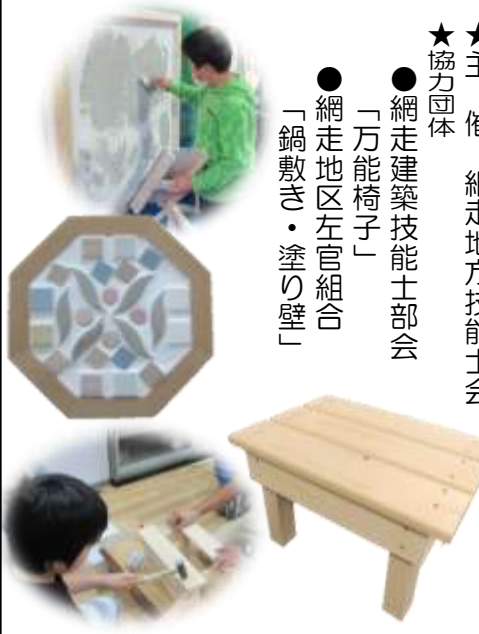 ★主 催 網走地方技能士会
★協力団体
●網走建築技能士部会
「万能椅子」
●網走地区左官組合
「鍋敷き・塗り壁」